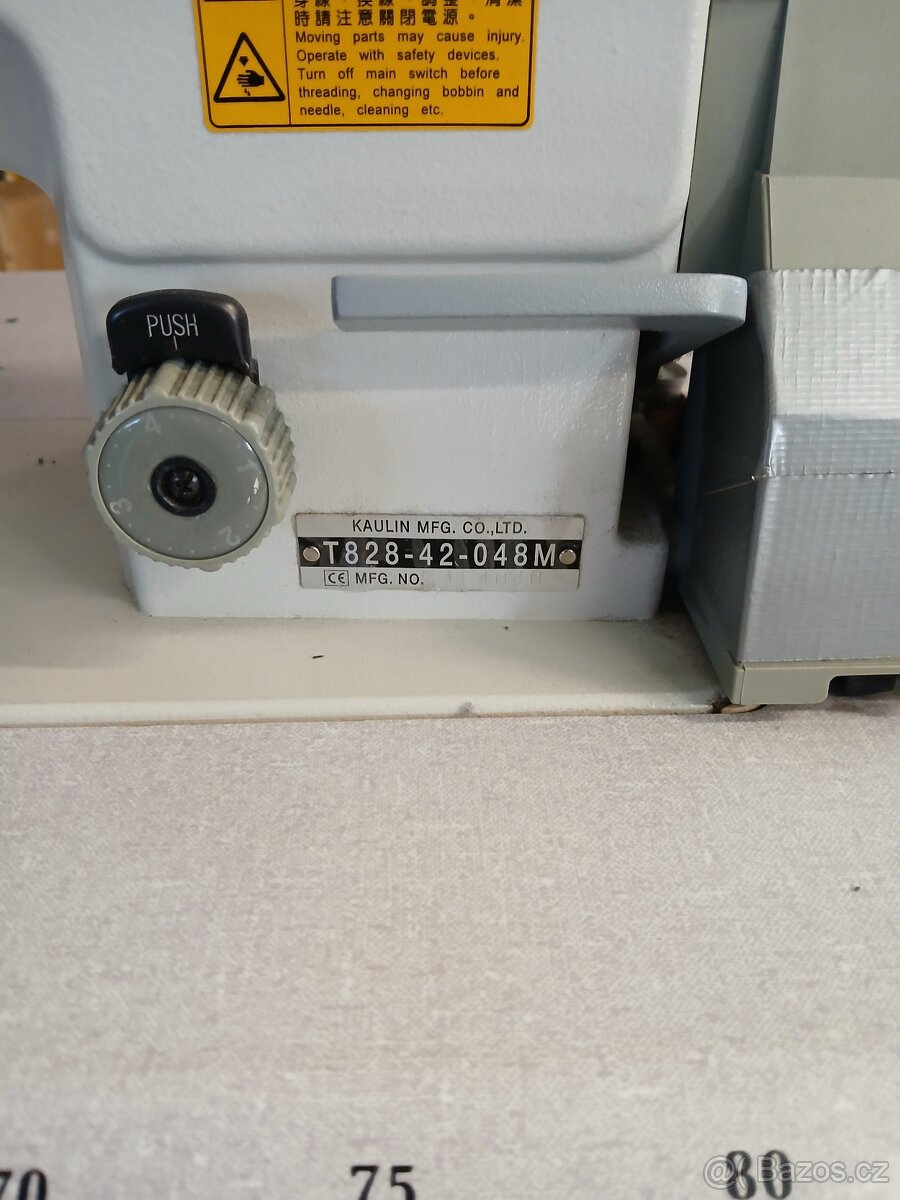 時請注意關閉電源。
Moving parts may cause injury.
Operate with safety devices.
Turn off main switch before
threading, changing bobbin and
needle, cleaning etc.
PUSH
4
1
3
2
KAULIN MFG. CO.,LTD.
T828-42-048M
CE MFG. NO.
70
75
80
@ Bazos.cz